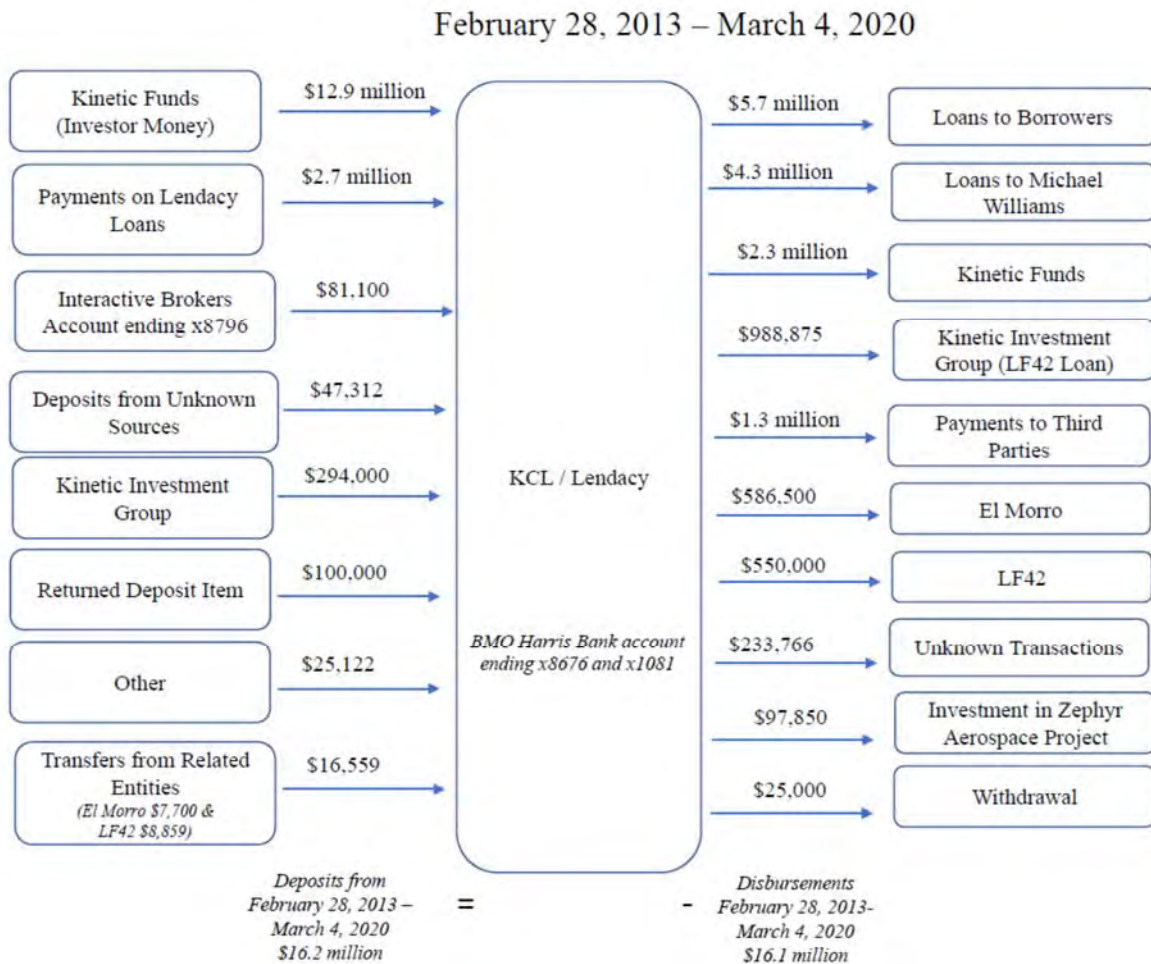 February 28, 2013 – March 4, 2020
Kinetic Funds
(Investor Money)
$12.9 million
Payments on Lendacy
Loans
$2.7 million
Interactive Brokers
Account ending x8796
$81,100
Deposits from Unknown
Sources
$47,312
Kinetic Investment
Group
$294,000
Returned Deposit Item
$100,000
Other
$25,122
Transfers from Related
Entities
(El Morro $7,700 &
LF42 $8,859)
$16,559
KCL / Lendacy
BMO Harris Bank account
ending x8676 and x1081
$5.7 million
Loans to Borrowers
$4.3 million
Loans to Michael
Williams
$2.3 million
Kinetic Funds
$988,875
Kinetic Investment
Group (LF42 Loan)
$1.3 million
Payments to Third
Parties
$586,500
El Morro
$550,000
LF42
$233,766
Unknown Transactions
$97,850
Investment in Zephyr
Aerospace Project
$25,000
Withdrawal
Deposits from
February 28, 2013 –
March 4, 2020
$16.2 million
=
-
Disbursements
February 28, 2013-
March 4, 2020
$16.1 million